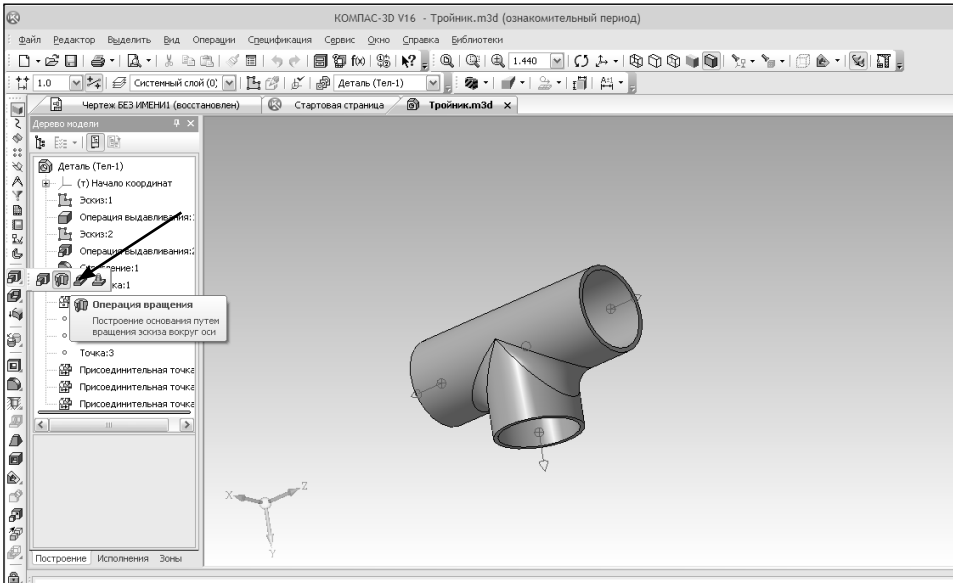 КОМПАС-3D V16 - Тройник.m3d (ознакомительный период)
Файл Редактор Выделить Вид Операции Спецификация Сервис Окно Справка Библиотеки
1.440
1.0 Системный слой (0; Деталь (Тел-1)
Чертеж БЕЗ ИМЕНИ1 (восстановлен) Стартовая страница Тройник.m3d
Дерево модели
Деталь (Тел-1)
(т) Начало координат
Эскиз:1
Операция выдавливания:
Эскиз:2
Операция выдавливания:2
ка:1
Операция вращения
Построение основания путем
вращения эскиза вокруг оси
Точка:3
Присоединительная точка
Присоединительная точка
Присоединительная точка
X
Z
Y
Построение Исполнения Зоны